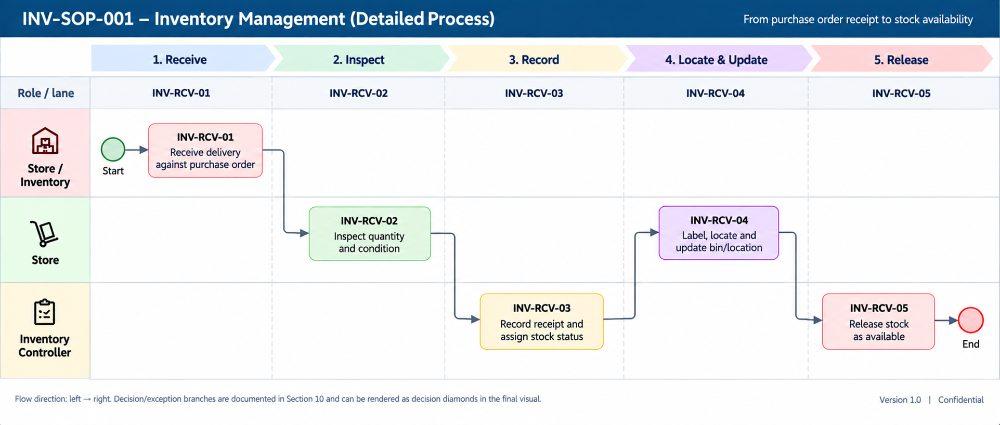 INV-SOP-001 – Inventory Management (Detailed Process)
From purchase order receipt to stock availability
1. Receive
2. Inspect
3. Record
4. Locate & Update
5. Release
Role / lane
INV-RCV-01
INV-RCV-02
INV-RCV-03
INV-RCV-04
INV-RCV-05
Store /
Inventory
Start
INV-RCV-01
Receive delivery
against purchase order
Store
INV-RCV-02
Inspect quantity
and condition
INV-RCV-04
Label, locate and
update bin/location
Inventory
Controller
INV-RCV-03
Record receipt and
assign stock status
INV-RCV-05
Release stock
as available
End
Flow direction: left → right. Decision/exception branches are documented in Section 10 and can be rendered as decision diamonds in the final visual.
Version 1.0 | Confidential